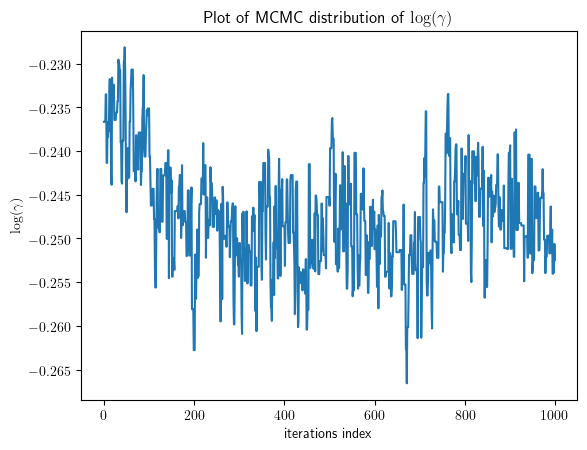 Plot of MCMC distribution of log(γ)
−0.230
−0.235
−0.240
−0.245
−0.250
−0.255
−0.260
−0.265
log(γ)
0 200 400 600 800 1000
iterations index